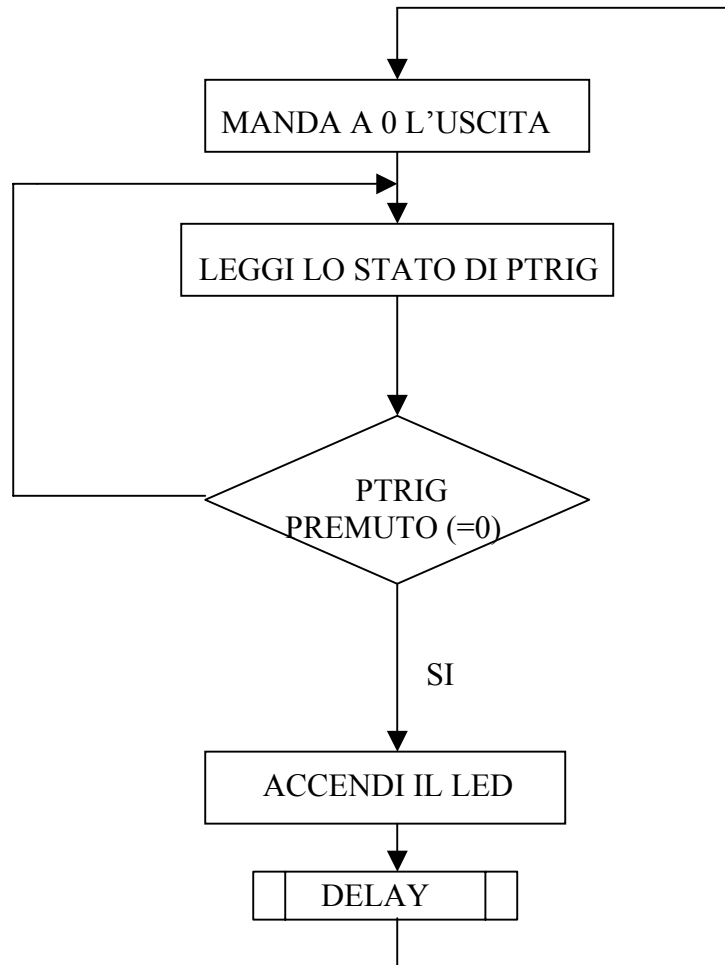 MANDA A 0 L'USCITA
LEGGI LO STATO DI PTRIG
PTRIG
PREMUTO (=0)
SI
ACCENDI IL LED
DELAY